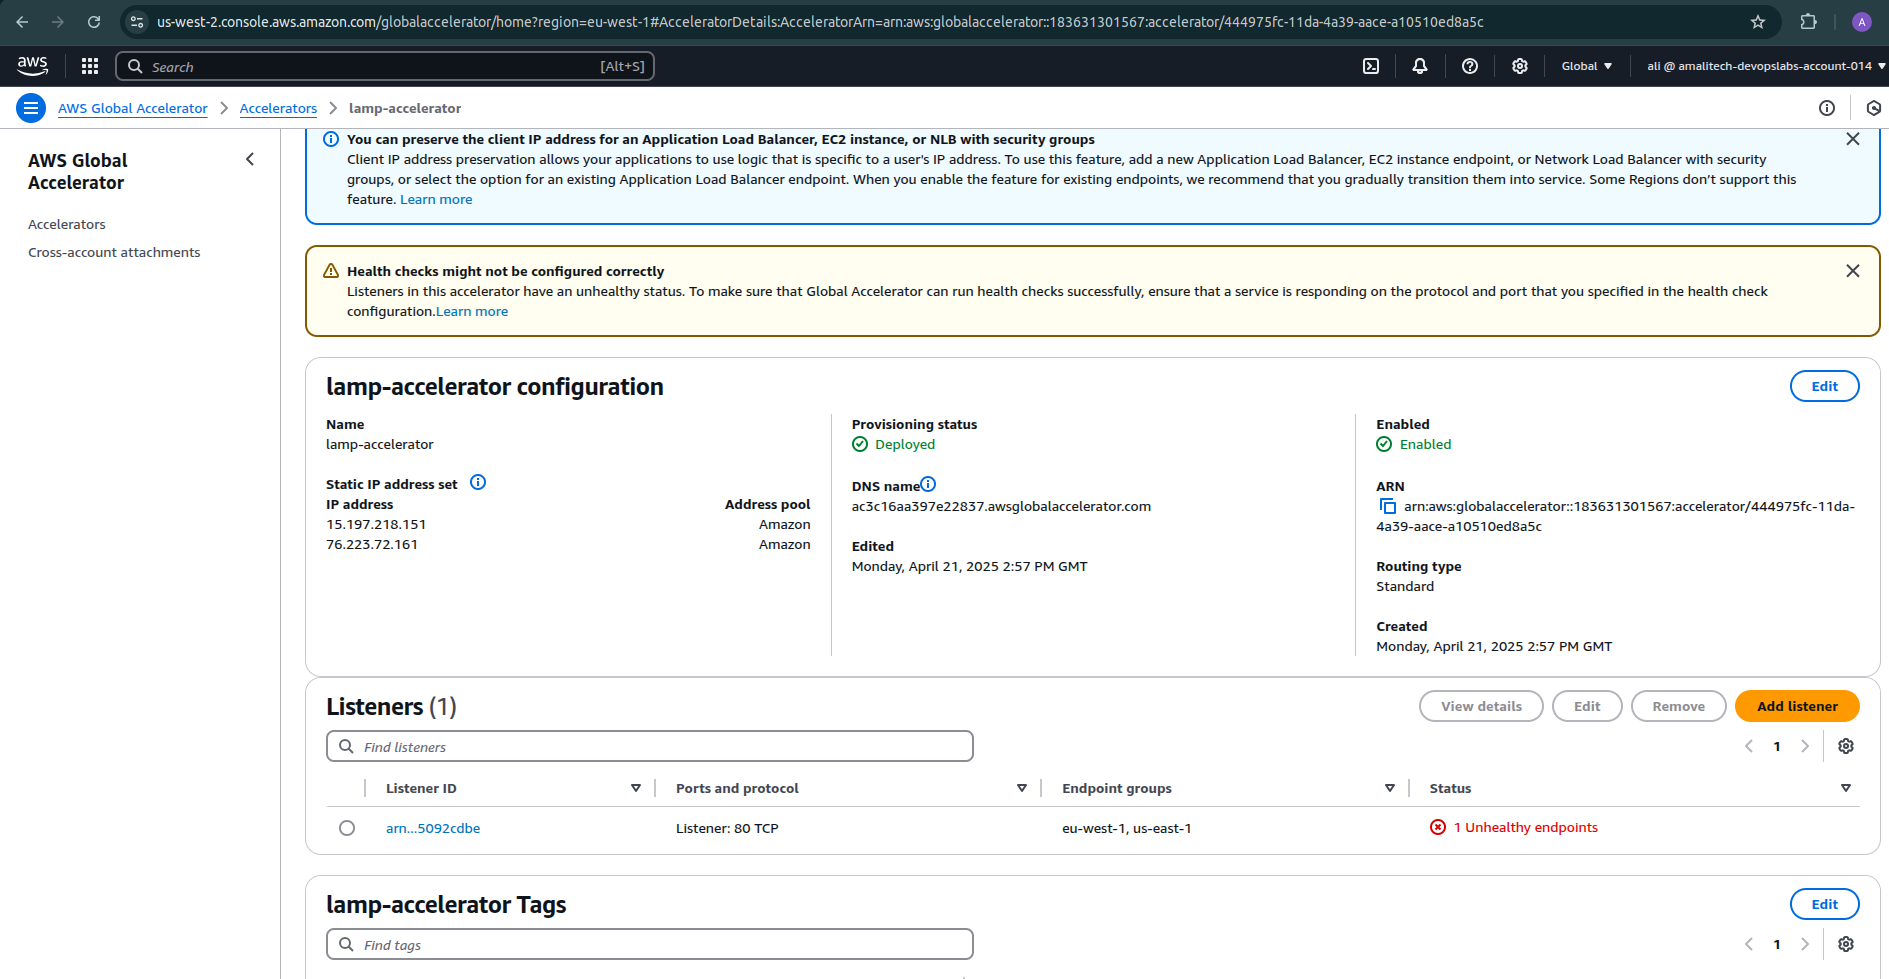 us-west-2.console.aws.amazon.com/globalaccelerator/home?region=eu-west-1#AcceleratorDetails:AcceleratorArn=arn:aws:globalaccelerator::183631301567:accelerator/444975fc-11da-4a39-aace-a10510ed8a5c
A
aws
Search
[Alt+S]
Global
ali @ amalitech-devopslabs-account-014
AWS Global Accelerator
Accelerators
lamp-accelerator
AWS Global
Accelerator
Accelerators
Cross-account attachments
You can preserve the client IP address for an Application Load Balancer, EC2 instance, or NLB with security groups
Client IP address preservation allows your applications to use logic that is specific to a user's IP address. To use this feature, add a new Application Load Balancer, EC2 instance endpoint, or Network Load Balancer with security
groups, or select the option for an existing Application Load Balancer endpoint. When you enable the feature for existing endpoints, we recommend that you gradually transition them into service. Some Regions don't support this
feature. Learn more
Health checks might not be configured correctly
Listeners in this accelerator have an unhealthy status. To make sure that Global Accelerator can run health checks successfully, ensure that a service is responding on the protocol and port that you specified in the health check
configuration.Learn more
lamp-accelerator configuration
Edit
Name
lamp-accelerator
Static IP address set
IP address Address pool
15.197.218.151 Amazon
76.223.72.161 Amazon
Provisioning status
Deployed
DNS name
ac3c16aa397e22837.awsglobalaccelerator.com
Edited
Monday, April 21, 2025 2:57 PM GMT
Enabled
Enabled
ARN
arn:aws:globalaccelerator::183631301567:accelerator/444975fc-11da-
4a39-aace-a10510ed8a5c
Routing type
Standard
Created
Monday, April 21, 2025 2:57 PM GMT
Listeners (1)
View details
Edit
Remove
Add listener
Find listeners
1
Listener ID Ports and protocol Endpoint groups Status
arn...5092cdbe Listener: 80 TCP eu-west-1, us-east-1 1 Unhealthy endpoints
lamp-accelerator Tags
Edit
Find tags
1